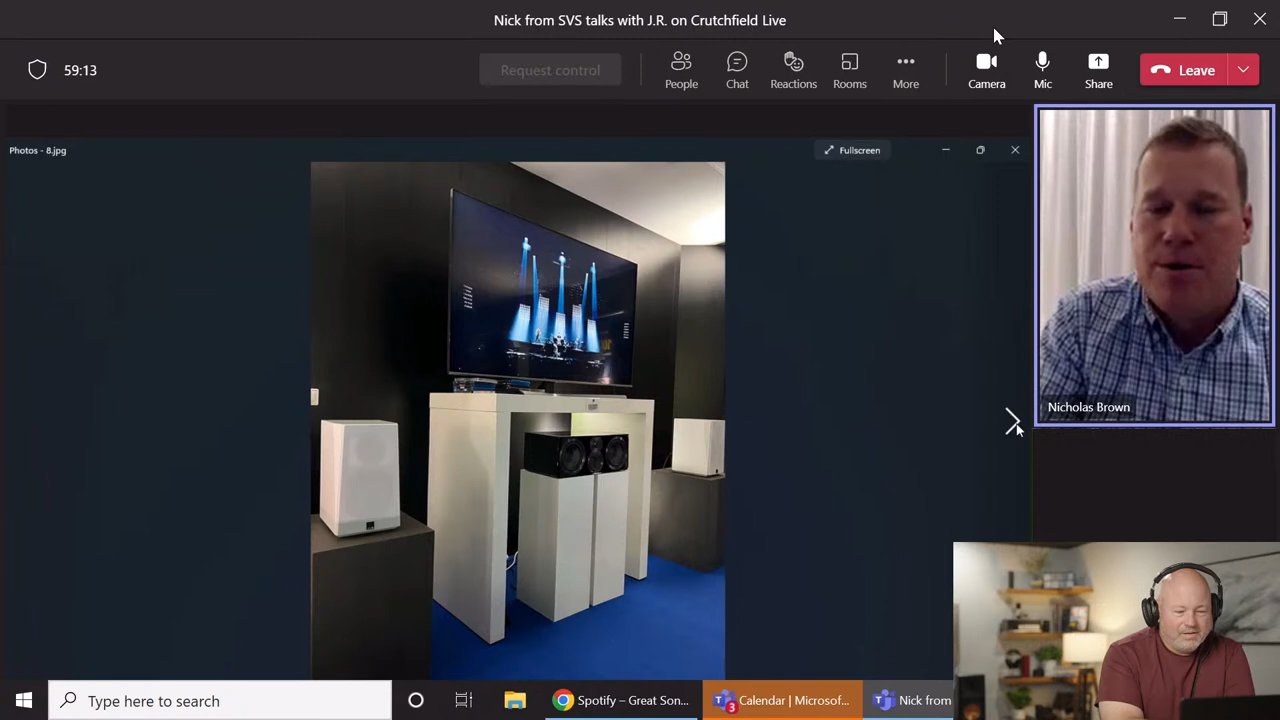 Nick from SVS talks with J.R. on Crutchfield Live
59:13
Request control
People
Chat
Reactions
Rooms
More
Camera
Mic
Share
Leave
Photos - 8.jpg
Fullscreen
Nicholas Brown
Type here to search
Spotify – Great Son...
3
Calendar | Microsof...
Nick from